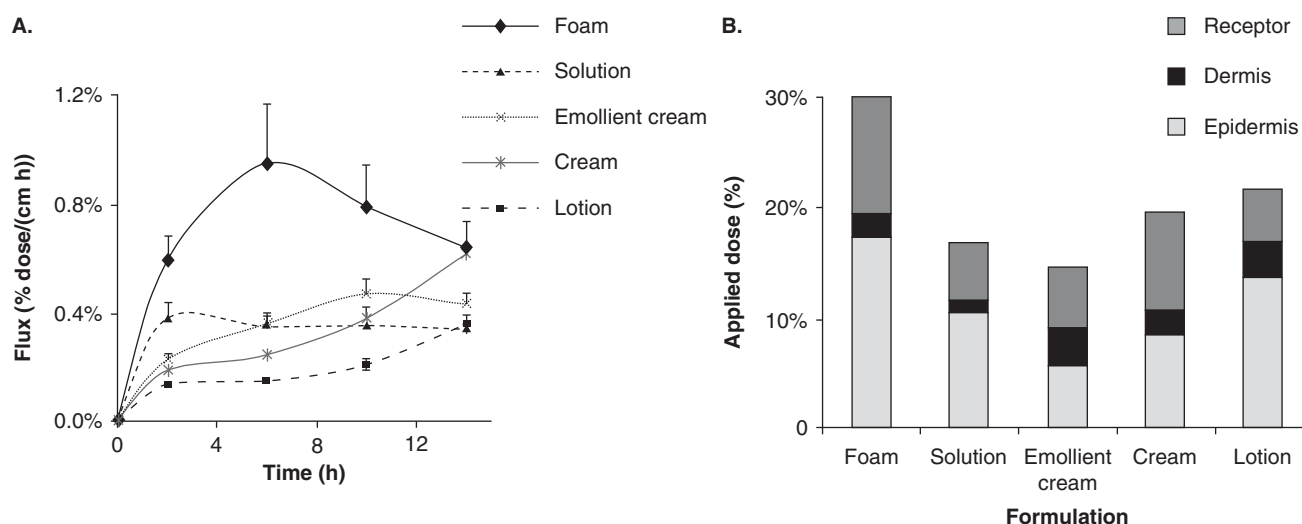 A.
Foam
Solution
Emollient cream
Cream
Lotion
1.2%
0.8%
0.4%
0.0%
Flux (% dose/(cm h))
0
4
8
12
Time (h)
B.
Receptor
Dermis
Epidermis
30%
20%
10%
0
Applied dose (%)
Foam
Solution
Emollient
cream
Cream
Lotion
Formulation